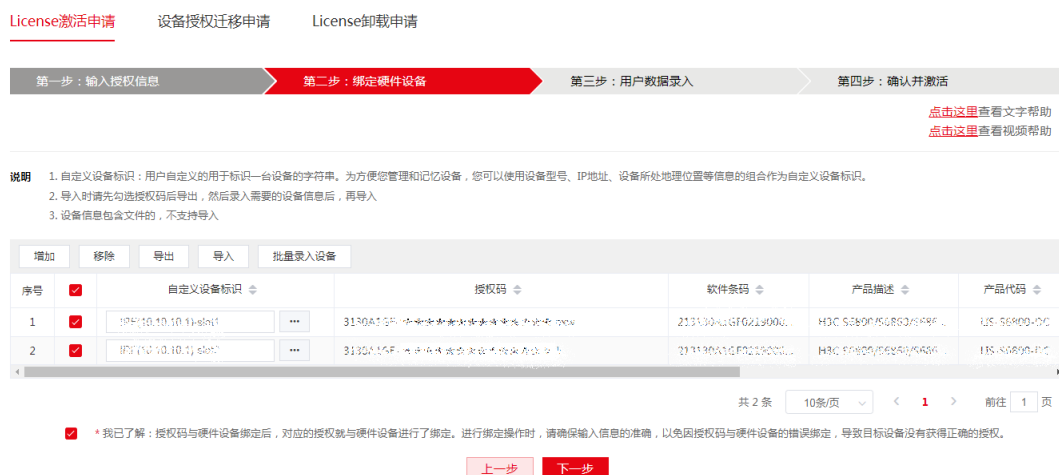 License激活申请 设备授权迁移申请 License卸载申请
第一步：输入授权信息 第二步：绑定硬件设备 第三步：用户数据录入 第四步：确认并激活
点击这里查看文字帮助
点击这里查看视频帮助
说明 1. 自定义设备标识：用户自定义的用于标识一台设备的字符串。为方便您管理和记忆设备，您可以使用设备型号、IP地址、设备所处地理位置等信息的组合作为自定义设备标识。
2. 导入时请先勾选授权码后导出，然后录入需要的设备信息后，再导入
3. 设备信息包含文件的，不支持导入
增加 移除 导出 导入 批量录入设备
序号 自定义设备标识 授权码 软件条码 产品描述 产品代码
1 ···
2 ···
共 2 条 10条/页 < 1 > 前往 1 页
* 我已了解：授权码与硬件设备绑定后，对应的授权就与硬件设备进行了绑定。进行绑定操作时，请确保输入信息的准确，以免因授权码与硬件设备的错误绑定，导致目标设备没有获得正确的授权。
上一步 下一步